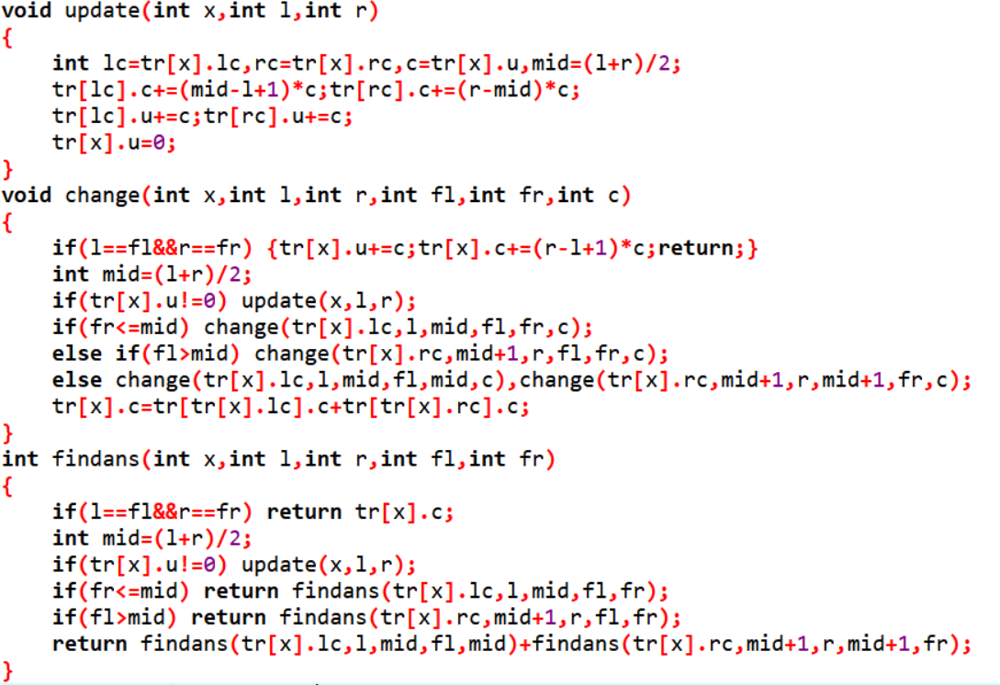 void update(int x,int l,int r)
{
    int lc=tr[x].lc,rc=tr[x].rc,c=tr[x].u,mid=(l+r)/2;
    tr[lc].c+=(mid-l+1)*c;tr[rc].c+=(r-mid)*c;
    tr[lc].u+=c;tr[rc].u+=c;
    tr[x].u=0;
}
void change(int x,int l,int r,int fl,int fr,int c)
{
    if(l==fl&&r==fr) {tr[x].u+=c;tr[x].c+=(r-l+1)*c;return;}
    int mid=(l+r)/2;
    if(tr[x].u!=0) update(x,l,r);
    if(fr<=mid) change(tr[x].lc,l,mid,fl,fr,c);
    else if(fl>mid) change(tr[x].rc,mid+1,r,fl,fr,c);
    else change(tr[x].lc,l,mid,fl,mid,c),change(tr[x].rc,mid+1,r,mid+1,fr,c);
    tr[x].c=tr[tr[x].lc].c+tr[tr[x].rc].c;
}
int findans(int x,int l,int r,int fl,int fr)
{
    if(l==fl&&r==fr) return tr[x].c;
    int mid=(l+r)/2;
    if(tr[x].u!=0) update(x,l,r);
    if(fr<=mid) return findans(tr[x].lc,l,mid,fl,fr);
    if(fl>mid) return findans(tr[x].rc,mid+1,r,fl,fr);
    return findans(tr[x].lc,l,mid,fl,mid)+findans(tr[x].rc,mid+1,r,mid+1,fr);
}